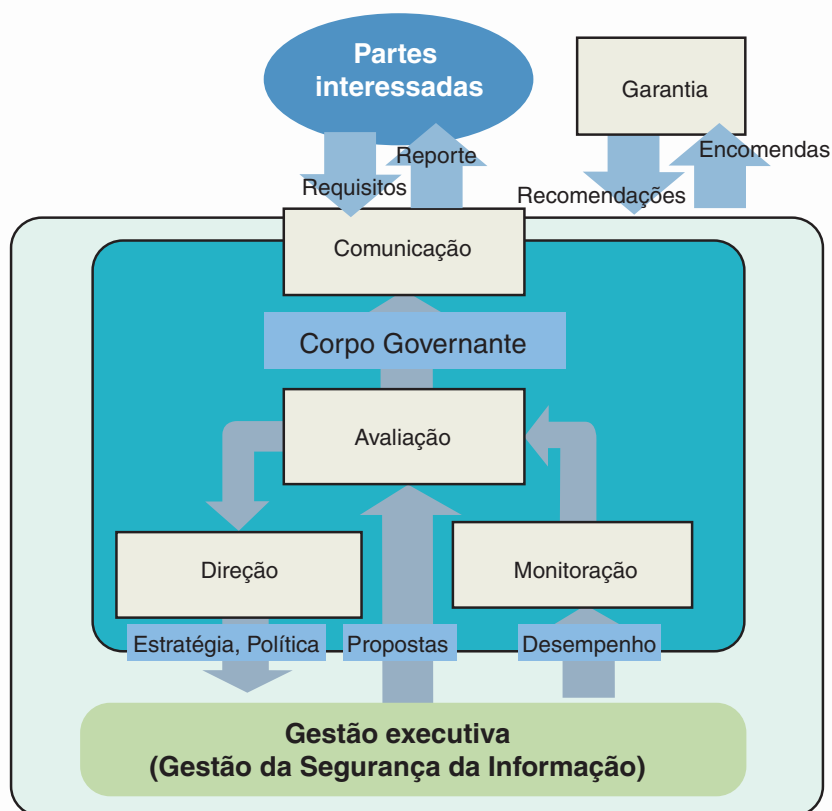 Partes
interessadas
Garantia
Reporte
Encomendas
Requisitos
Recomendações
Comunicação
Corpo Governante
Avaliação
Direção
Monitoração
Estratégia, Política
Propostas
Desempenho
Gestão executiva
(Gestão da Segurança da Informação)